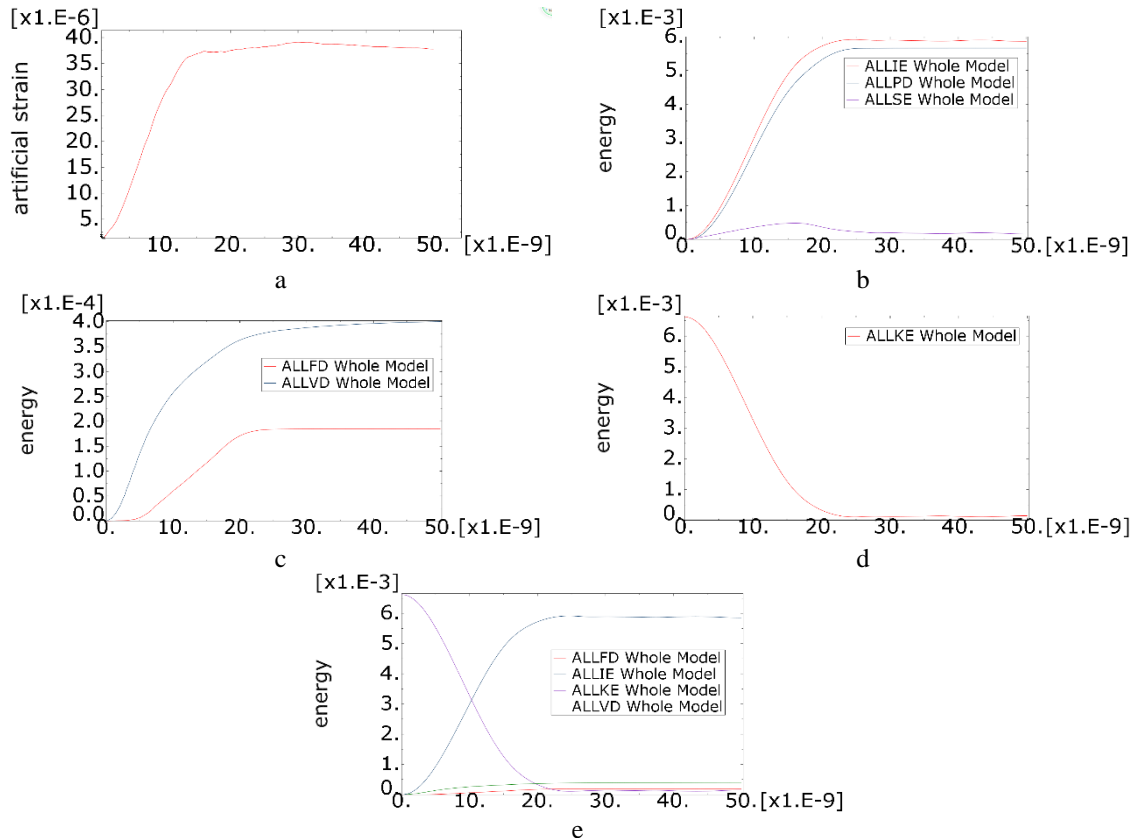 [x1.E-6]
artificial strain
40.
35.
30.
25.
20.
15.
10.
5.
10. 20. 30. 40. 50. [x1.E-9]
a
[x1.E-3]
energy
6.
5.
4.
3.
2.
1.
0.
ALLIE Whole Model
ALLPD Whole Model
ALLSE Whole Model
0. 10. 20. 30. 40. 50.[x1.E-9]
b
[x1.E-4]
energy
4.0
3.5
3.0
2.5
2.0
1.5
1.0
0.5
0.0
ALLFD Whole Model
ALLVD Whole Model
0. 10. 20. 30. 40. 50.[x1.E-9]
c
[x1.E-3]
energy
6.
5.
4.
3.
2.
1.
0.
ALLKE Whole Model
0. 10. 20. 30. 40. 50.[x1.E-9]
d
[x1.E-3]
energy
6.
5.
4.
3.
2.
1.
0.
ALLFD Whole Model
ALLIE Whole Model
ALLKE Whole Model
ALLVD Whole Model
0. 10. 20. 30. 40. 50.[x1.E-9]
e